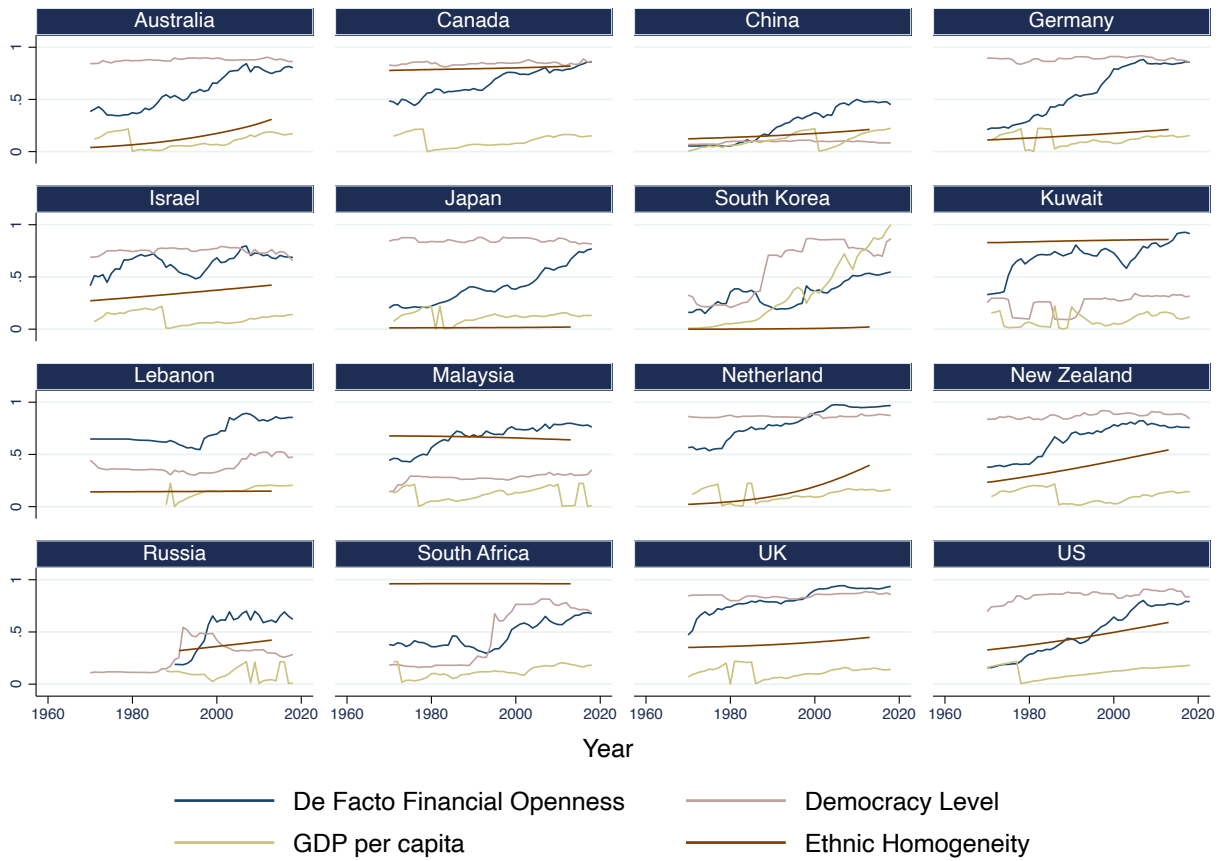 Australia Canada China Germany
1
.5
0
Israel Japan South Korea Kuwait
1
.5
0
Lebanon Malaysia Netherland New Zealand
1
.5
0
Russia South Africa UK US
1
.5
0
1960 1980 2000 2020 1960 1980 2000 2020 1960 1980 2000 2020 1960 1980 2000 2020
Year
De Facto Financial Openness Democracy Level
GDP per capita Ethnic Homogeneity